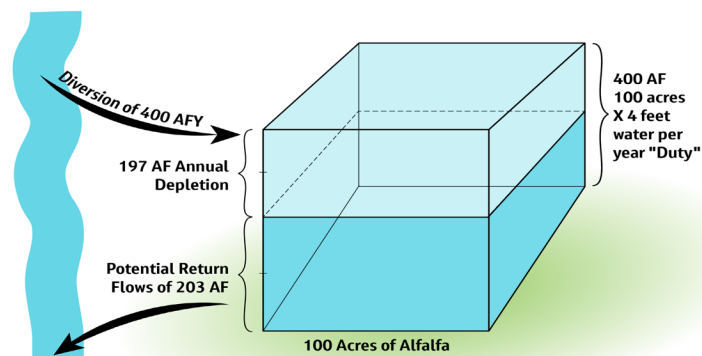 Diversion of 400 AFY
400 AF
100 acres
X 4 feet
water per
year "Duty"
197 AF Annual
Depletion
Potential Return
Flows of 203 AF
100 Acres of Alfalfa